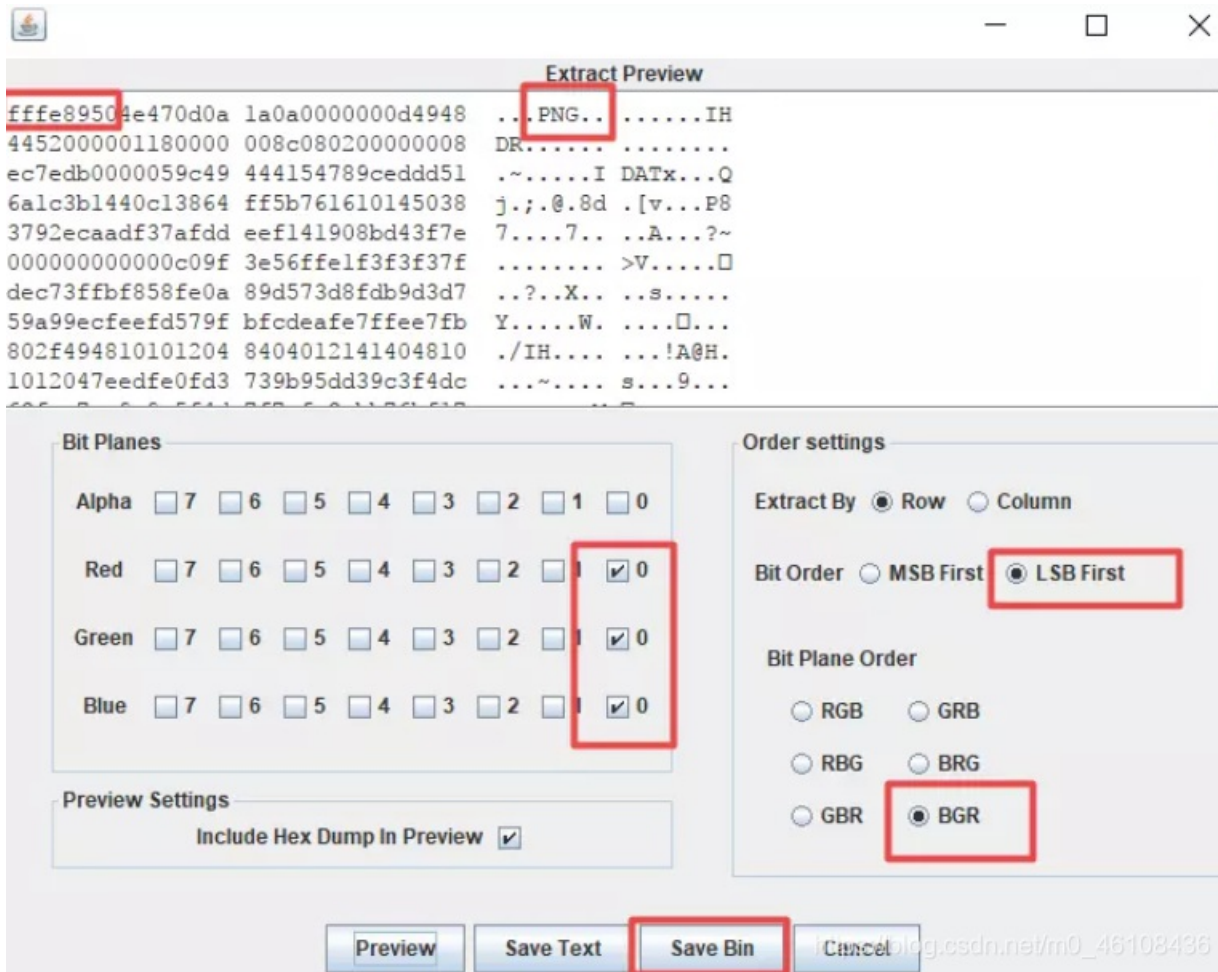 Extract Preview
fffe89504e470d0a 1a0a0000000d4948 ...PNG.. ......IH
4452000001180000 008c080200000008 DR...... ........
ec7edb0000059c49 444154789ceddd51 .~.....I DATx...Q
6a1c3b1440c13864 ff5b761610145038 j.;.@.8d .[v...P8
3792ecaadf37afdd eef141908bd43f7e 7....7.. ..A...?~
000000000000c09f 3e56ffe1f3f3f37f ........ >V.....□
dec73ffbf858fe0a 89d573d8fdb9d3d7 ..?..X.. ..s.....
59a99ecfeefd579f bfcdeafe7ffee7fb Y.....W. ....□...
802f494810101204 8404012141404810 ./IH.... ...!A@H.
1012047eedfe0fd3 739b95dd39c3f4dc ...~.... s...9...
Bit Planes
Alpha 7 6 5 4 3 2 1 0
Red 7 6 5 4 3 2 0
Green 7 6 5 4 3 2 0
Blue 7 6 5 4 3 2 1 0
Preview Settings
Include Hex Dump In Preview
Order settings
Extract By Row Column
Bit Order MSB First LSB First
Bit Plane Order
RGB GRB
RBG BRG
GBR BGR
Preview Save Text Save Bin Cancel
https://blog.csdn.net/m0_46108436